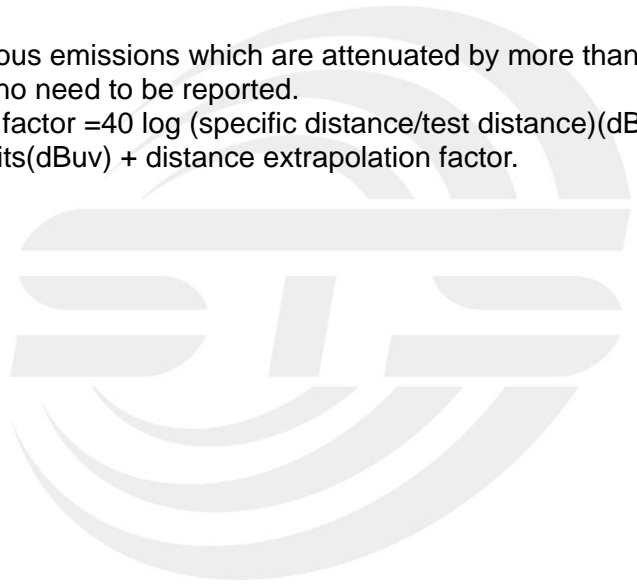 ous emissions which are attenuated by more than
no need to be reported.
factor =40 log (specific distance/test distance)(dB
its(dBuv) + distance extrapolation factor.
STS